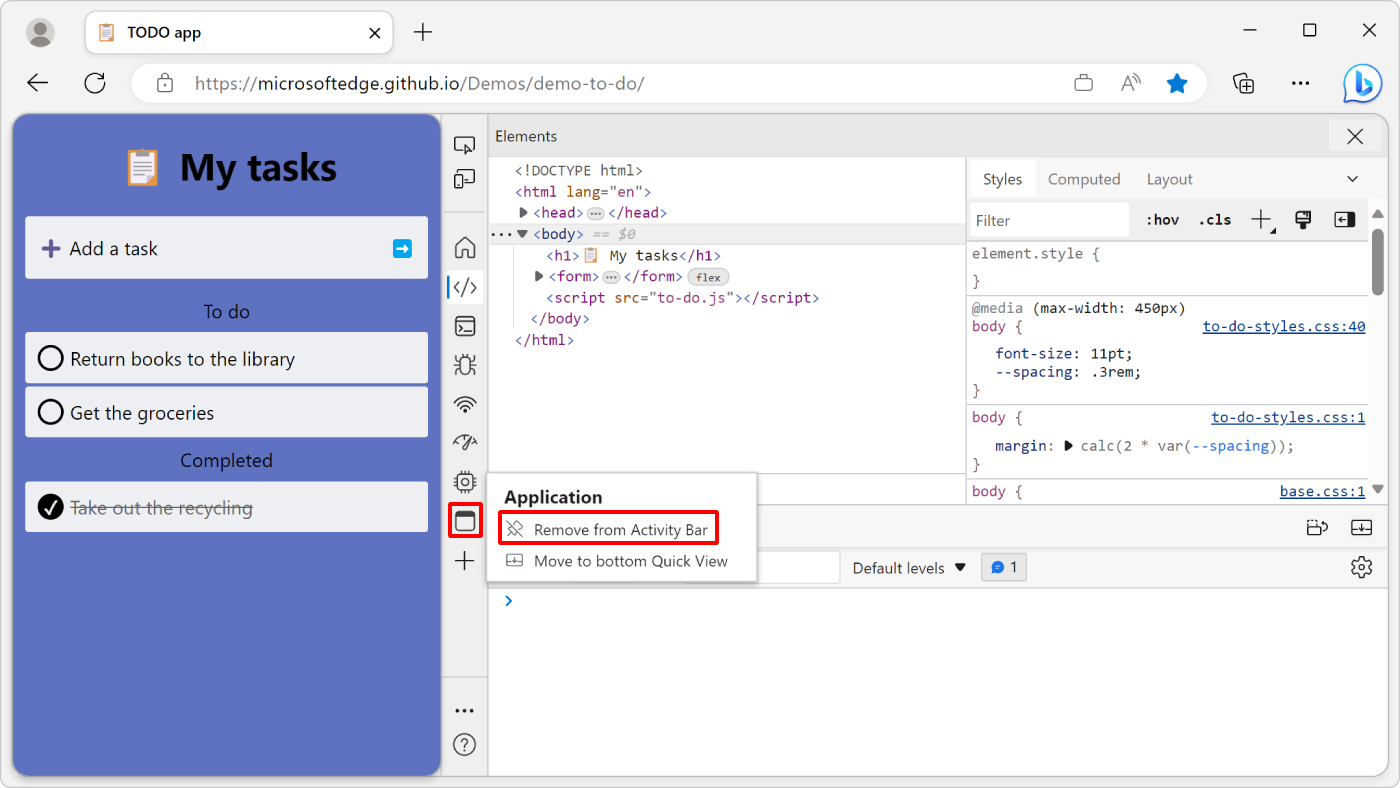 TODO app
https://microsoftedge.github.io/Demos/demo-to-do/
My tasks
Add a task
To do
Return books to the library
Get the groceries
Completed
Take out the recycling
Elements
<!DOCTYPE html>
<html lang="en">
<head> ··· </head>
··· <body> == $0
<h1>📋 My tasks</h1>
<form> ··· </form> flex
<script src="to-do.js"></script>
</body>
</html>
Styles Computed Layout
Filter :hov .cls
element.style {
}
@media (max-width: 450px)
body { to-do-styles.css:40
font-size: 11pt;
--spacing: .3rem;
}
body { to-do-styles.css:1
margin: calc(2 * var(--spacing));
}
body { base.css:1
Application
Remove from Activity Bar
Move to bottom Quick View
Default levels 1